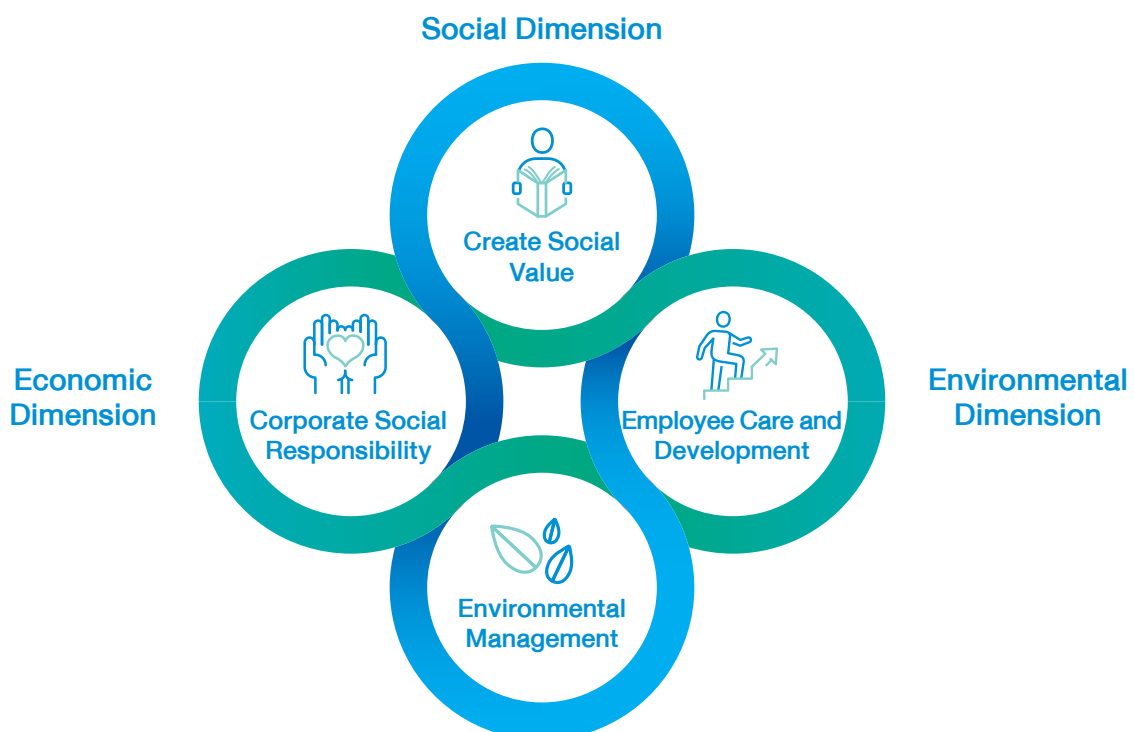 Social Dimension
Create Social
Value
Economic
Dimension
Corporate Social
Responsibility
Employee Care and
Development
Environmental
Dimension
Environmental
Management